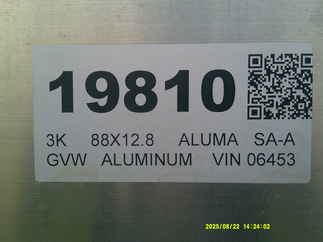 19810
3K 88X12.8 ALUMA SA-A
GVW ALUMINUM VIN 06453
2025/08/22 14:24:02